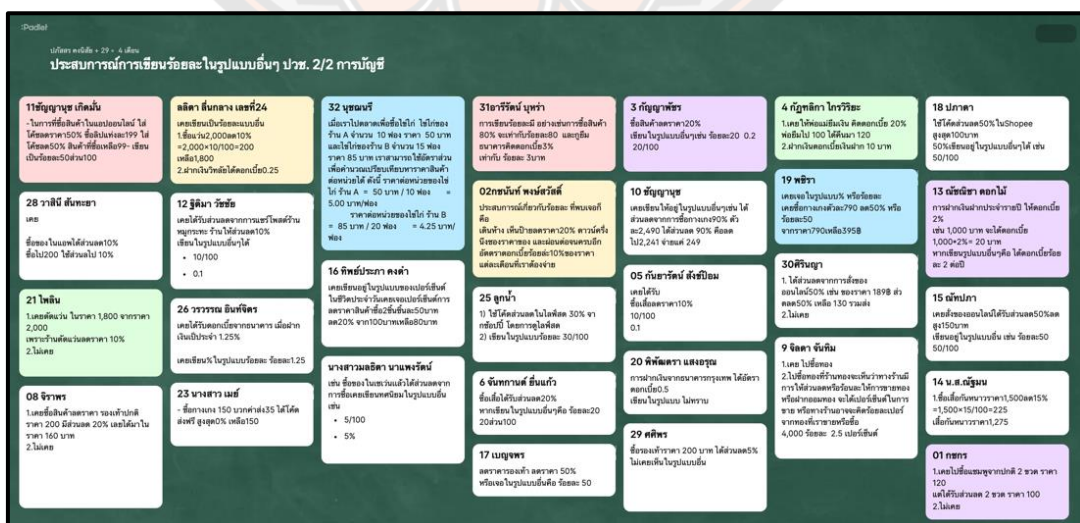 :Padlet
ปภัสร คงนิสัย + 29 • 4 เดือน
ประสบการณ์การเขียนร้อยละในรูปแบบอื่นๆ ปวช. 2/2 การบัญชี
11ชัญญานุช เกิดมั่น
-ในการที่ซื้อสินค้าในแอปออนไลน์ ใส่
โค้ชลดราคา50% ซื้อลิปแท่งละ199 ใส่
โค้ชลด50% สินค้าที่ซื้อเหลือ99- เขียน
เป็นร้อยละ50ส่วน100
28 วาสินี สันทะยา
เคย
ซื้อของในแอพได้ส่วนลด10%
ซื้อไป200 ใช้ส่วนลดไป 10%
21 ไพลิน
1.เคยตัดแว่น ในราคา 1,800 จากราคา
2,000
เพราะร้านตัดแว่นลดราคา 10%
2.ไม่เคย
08 จิราพร
1.เคยซื้อสินค้าลดราคา รองเท้าปกติ
ราคา 200 มีส่วนลด 20% เลยได้มาใน
ราคา 160 บาท
2.ไม่เคย
ลลิตา ลื่นกลาง เลขที่24
เคยเขียนเป็นร้อยละแบบอื่น
1.ซื้อแว่น2,000ลด10%
=2,000×10/100=200
เหลือ1,800
2.ฝากเงินวิทลัยได้ดอกเบี้ย0.25
12 ฐิติมา วัชชัย
เคยได้รับส่วนลดจากการแชร์โพสต์ร้าน
หมูกระทะ ร้านให้ส่วนลด10%
เขียนในรูปแบบอื่นๆได้
• 10/100
• 0.1
26 วรวรรณ อินท์จิตร
เคยได้รับดอกเบี้ยจากธนาคาร เมื่อฝาก
เงินเป็ประจำ 1.25%
เคยเขียน% ในรูปแบบร้อยละ ร้อยละ1.25
23 นางสาว เมย์
- ซื้อกางเกง 150 บวกค่าส่ง35 ได้โค้ด
ส่งฟรี สูงสุด0% เหลือ150
32 นุชณนรี
เมื่อเราไปตลาดเพื่อซื้อไข่ไก่ ไข่ไก่ของ
ร้าน A จำนวน 10 ฟอง ราคา 50 บาท
และไข่ไก่ของร้าน B จำนวน 15 ฟอง
ราคา 85 บาท เราสามารถใช้อัตราส่วน
เพื่อคำนวณเปรียบเทียบหาราคาสินค้า
ต่อหน่วยได้ ดังนี้ ราคาต่อหน่วยของไข่
ไก่ ร้าน A = 50 บาท / 10 ฟอง =
5.00 บาท/ฟอง
ราคาต่อหน่วยของไข่ไก่ ร้าน B
= 85 บาท / 20 ฟอง = 4.25 บาท/
ฟอง
16 ทิพย์ประภา คงดำ
เคยเขียนอยู่ในรูปแบบของเปอร์เซ็นต์
ในชีวิตประจำวันเคยเจอเปอร์เซ็นต์การ
ลดราคาสินค้าซื้อ2ชิ้นชิ้นละ50บาท
ลด20% จาก100บาทเหลือ80บาท
นางสาวมลธิตา นาแพงรัตน์
เช่น ซื้อของในเซเว่นแล้วได้ส่วนลดจาก
การซื้อเคยเขียนทศนิยมในรูปแบบอื่น
เช่น
• 5/100
• 5%
31อารีรัตน์ บุหร่า
การเขียนร้อยละมี อย่างเช่นการซื้อสินค้า
80% จะเท่ากับร้อยละ80 และกู้ยืม
ธนาคารคิดดอกเบี้ย3%
เท่ากับ ร้อยละ 3บาท
02กชนันท์ พงษ์สวัสดิ์
ประสบการณ์เกี่ยวกับร้อยละ ที่พบเจอก็
คือ
เดินห้าง เห็นป้ายลดราคา20% ดาวน์ครึ่ง
นึงของราคาของ และผ่อนต่อจนครบอีก
อัตราดอกเบี้ยร้อยล่ะ10%ของราคา
แต่ละเดือนที่เราต้องจ่าย
25 ลูกน้ำ
1) ใช้โค้ดส่วนลดในไลฟ์สด 30% จา
กช้อปปี้ โดยการดูไลฟ์สด
2) เขียนในรูปแบบร้อยละ 30/100
6 จันทกานต์ ยื่นแก้ว
ซื้อเสื้อได้รับส่วนลด20%
หากเขียนในรูปแบบอื่นๆคือ ร้อยละ20
20ส่วน100
17 เบญจพร
ลดราคารองเท้า ลดราคา 50%
หรือเจอในรูปแบบอื่นคือ ร้อยละ 50
3 กัญญาพัชร
ซื้อสินค้าลดราคา20%
เขียนในรูปแบบอื่นๆเช่น ร้อยละ20 0.2
20/100
10 ชัญญานุช
เคยเขียนให้อยู่ในรูปแบบอื่นๆเช่น ได้
ส่วนลดจากการซื้อกางเกง90% ตัว
ละ2,490 ได้ส่วนลด 90% คือลด
ไป2,241 จ่ายแค่ 249
05 กันยารัตน์ สังข์ป้อม
เคยได้รับ
ซื้อเสื้อลดราคา10%
10/100
0.1
20 พิพัฒตรา แสงอรุณ
การฝากเงินจากธนาคารกรุงเทพ ได้อัตรา
ดอกเบี้ย0.5
เขียนในรูปแบบ ไม่ทราบ
29 ศศิพร
ซื้อรองเท้าราคา 200 บาท ได้ส่วนลด5%
ไม่เคยเห็นในรูปแบบอื่น
4 กัฏทลิกา ไกรวิริยะ
1.เคยให้พ่อแม่ยืมเงิน คิดดอกเบี้ย 20%
พ่อยืมไป 100 ได้คืนมา 120
2.ฝากเงินดอกเบี้ยเงินฝาก 10 บาท
19 พชิรา
เคยเจอในรูปแบบ% หรือร้อยละ
เคยซื้อกางเกงตัวละ790 ลด50% หรือ
ร้อยละ50
จากราคา790เหลือ395฿
30ศิรินญา
1. ได้ส่วนลดจากการสั่งของ
ออนไลน์50% เช่น ของราคา 189฿ ส่ว
ดลด50% เหลือ 130 รวมส่ง
2.ไม่เคย
9 จิลดา จันทิม
1.เคย ไปซื้อทอง
2.ไปซื้อทองที่ร้านทองจะเห็นว่าทางร้านมี
การให้ส่วนลดหรือร้อนละให้การขายทอง
หรือฝากออมทอง จะได้เปอร์เซ็นต์ในการ
ขาย หรือทางร้านอาจจะคิดร้อยละเปอร์
จากทองที่เราขายหรือซื้อ
4,000 ร้อยละ 2.5 เปอร์เซ็นต์
18 ปภาดา
ใช้โค้ดส่วนลด50%ในShopee
สูงสุด100บาท
50%เขียนอยู่ในรูปแบบอื่นๆได้ เช่น
50/100
13 ณัชณิชา ดอกไม้
การฝากเงินฝากประจำรายปี ให้ดอกเบี้ย
2%
เช่น 1,000 บาท จะได้ดอกเบี้ย
1,000*2%= 20 บาท
หากเขียนรูปแบบอื่นๆคือ ได้ดอกเบี้ยร้อย
ละ 2 ต่อปี
15 ณัทปภา
เคยสั่งของออนไลน์ได้รับส่วนลด50%ลด
สูง150บาท
เขียนอยู่ในรูปแบบอื่น เช่น ร้อยละ50
50/100
14 น.ส.ณัฐมน
1.ซื้อเสื้อกันหนาวราคา1,500ลด15%
=1,500×15/100=225
เสื้อกันหนาวราคา1,275
01 กชกร
1.เคยไปซื้อแชมพูจากปกติ 2 ขวด ราคา
120
แต่ได้รับส่วนลด 2 ขวด ราคา 100
2.ไม่เคย